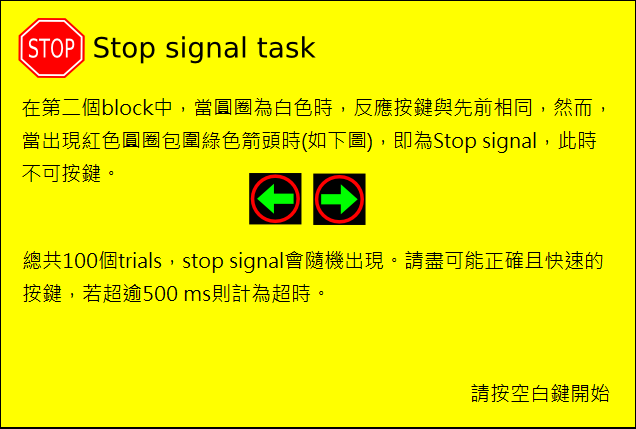 STOP Stop signal task
在第二個block中，當圓圈為白色時，反應按鍵與先前相同，然而，
當出現紅色圓圈包圍綠色箭頭時(如下圖)，即為Stop signal，此時
不可按鍵。
總共100個trials，stop signal會隨機出現。請盡可能正確且快速的
按鍵，若超逾500 ms則計為超時。
請按空白鍵開始